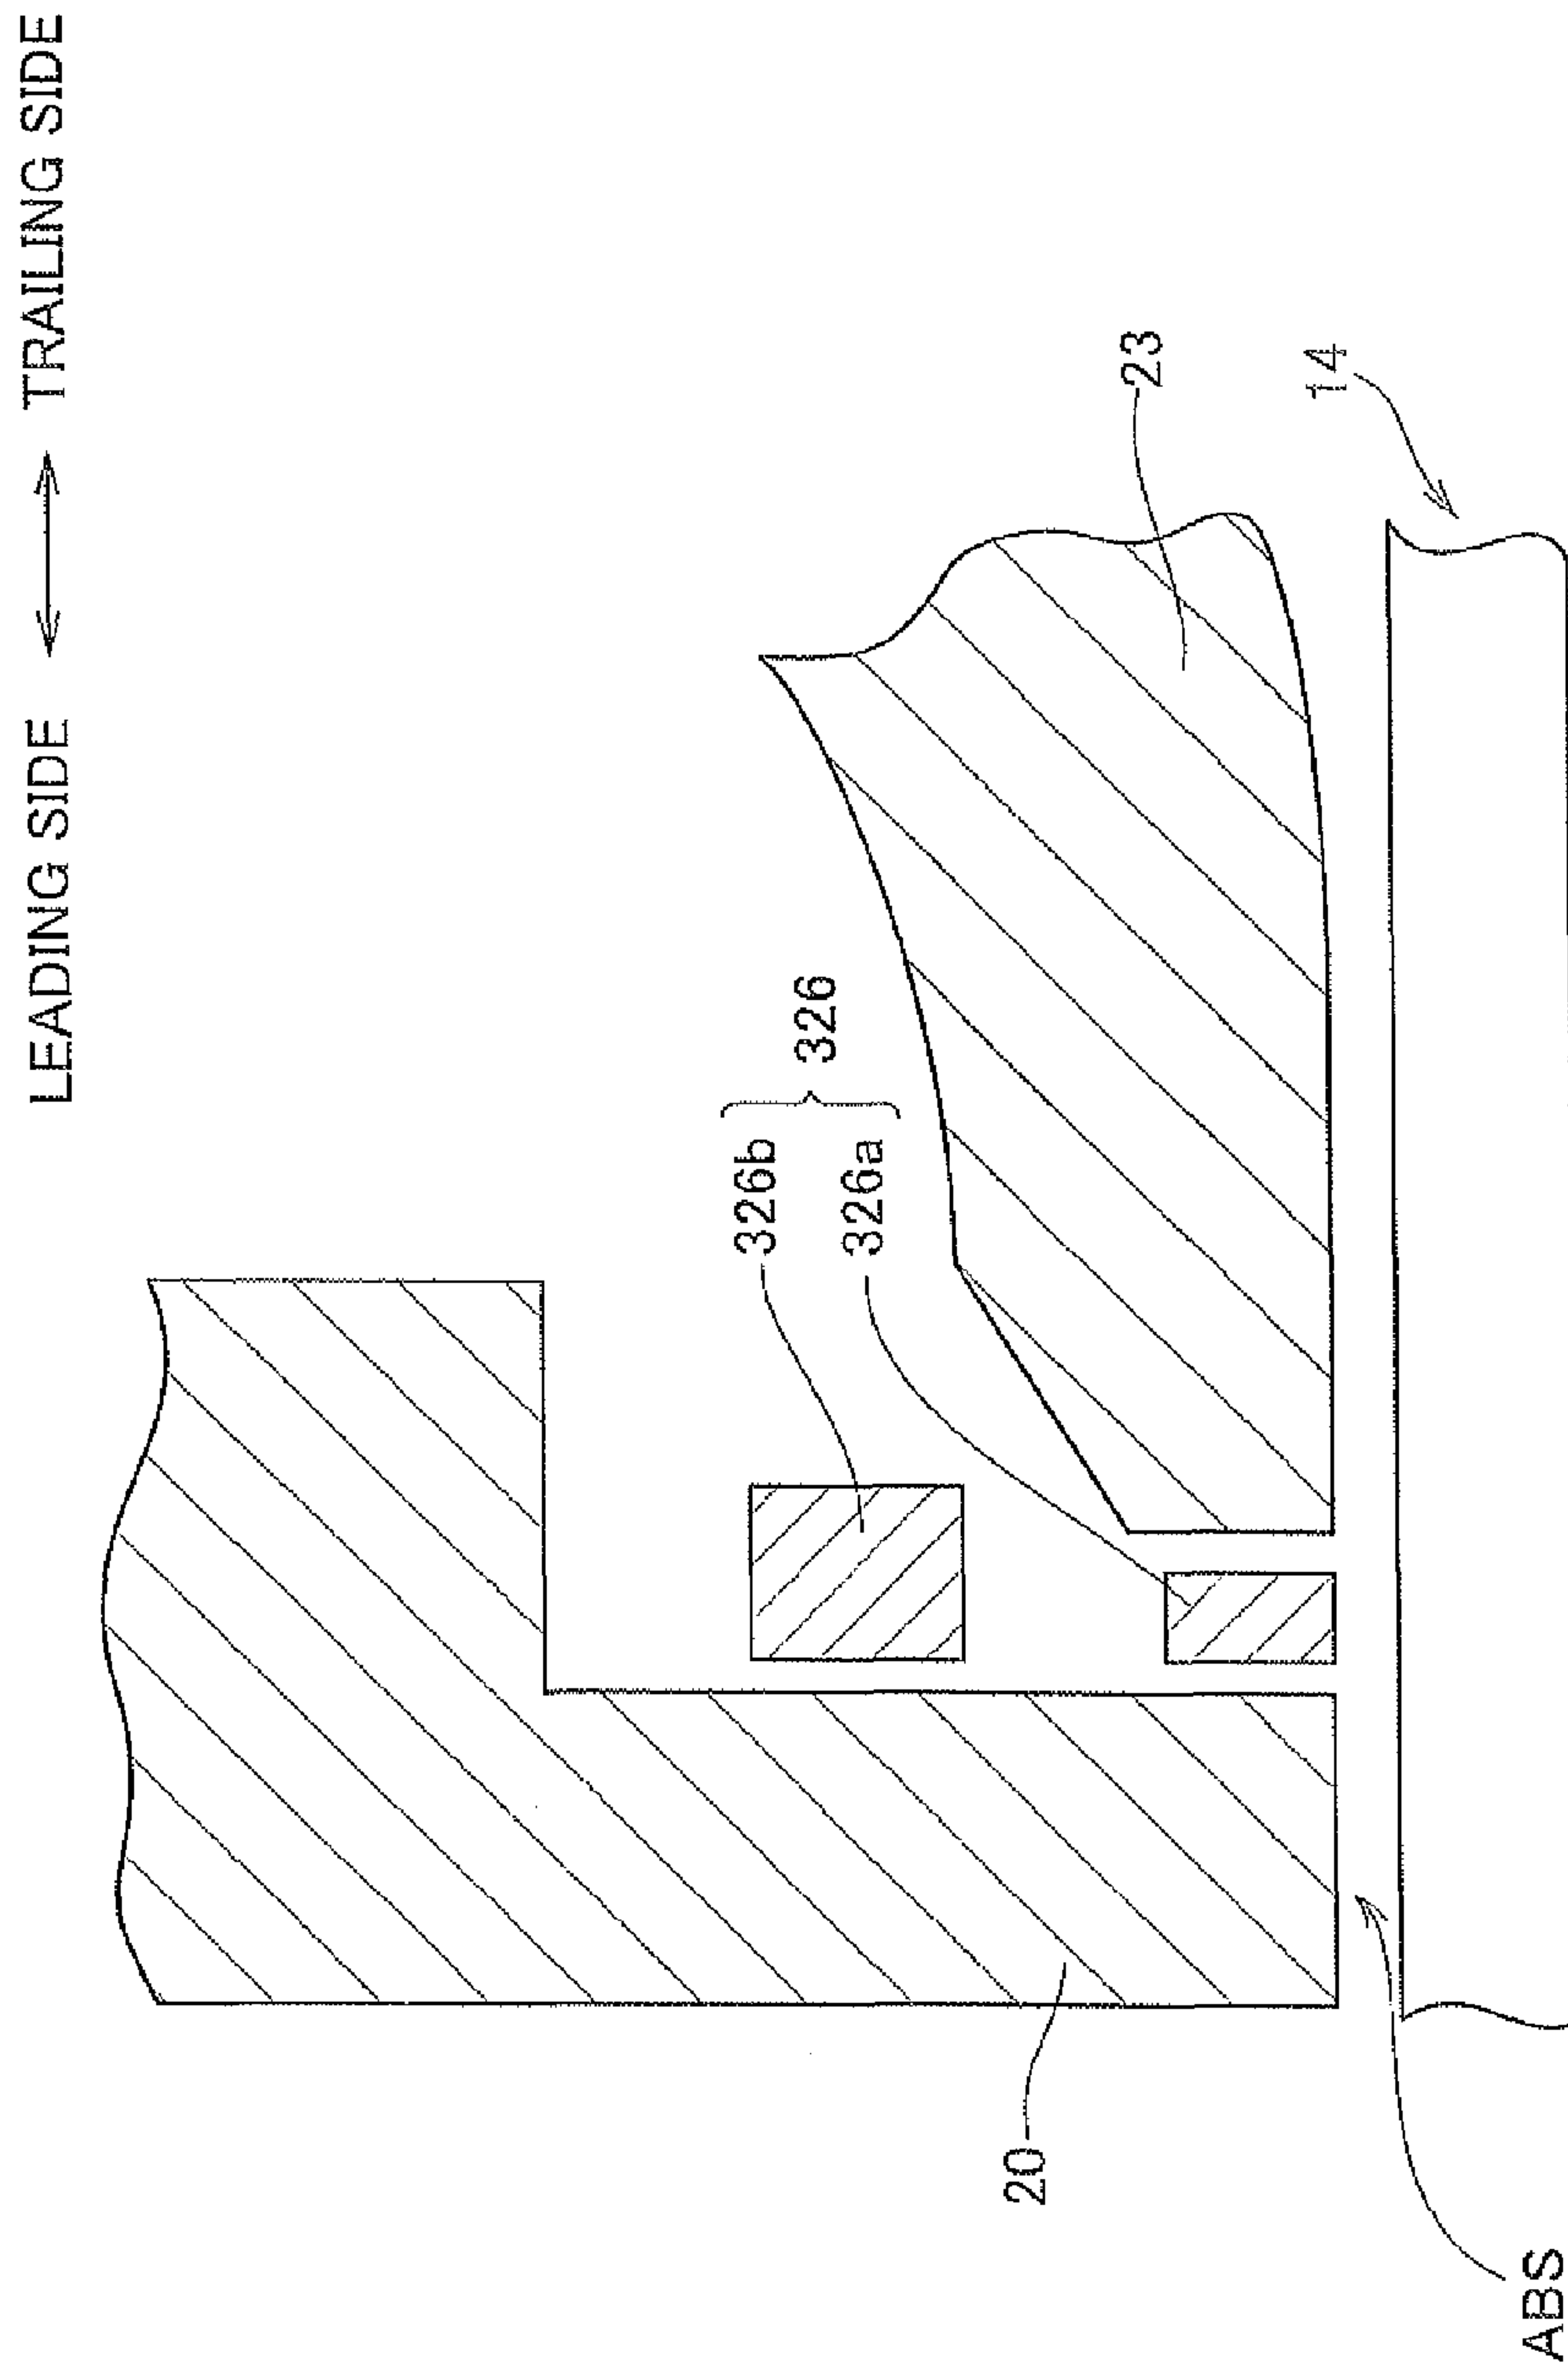 LEADING SIDE TRAILING SIDE
326b
326a
326
23
14
20
ABS